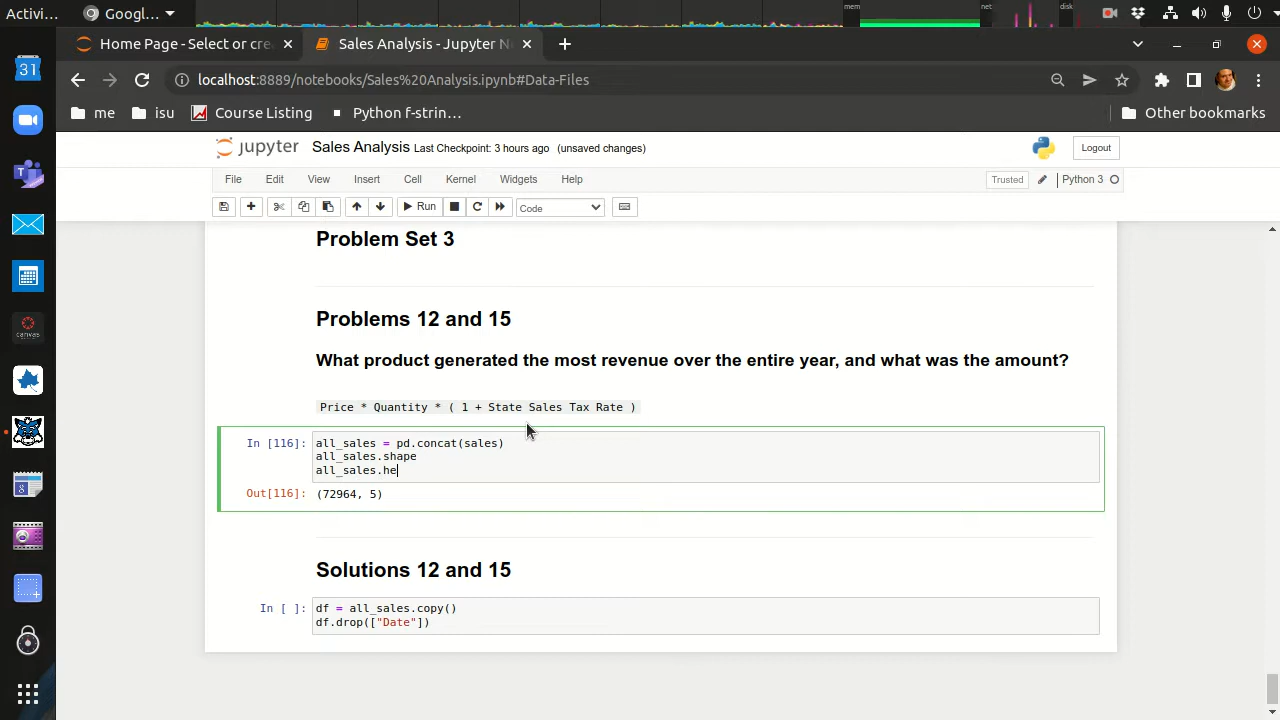 Activi…
Googl…
mem
net
disk
Home Page - Select or cre
Sales Analysis - Jupyter N
localhost:8889/notebooks/Sales%20Analysis.ipynb#Data-Files
me
isu
Course Listing
Python f-strin…
Other bookmarks
31
jupyter
Sales Analysis Last Checkpoint: 3 hours ago (unsaved changes)
Logout
File Edit View Insert Cell Kernel Widgets Help
Trusted
Python 3
Run
Code
Problem Set 3
Problems 12 and 15
What product generated the most revenue over the entire year, and what was the amount?
Price * Quantity * ( 1 + State Sales Tax Rate )
In [116]: all_sales = pd.concat(sales)
all_sales.shape
all_sales.he
Out[116]: (72964, 5)
Solutions 12 and 15
In [ ]: df = all_sales.copy()
df.drop(["Date"])
canvas